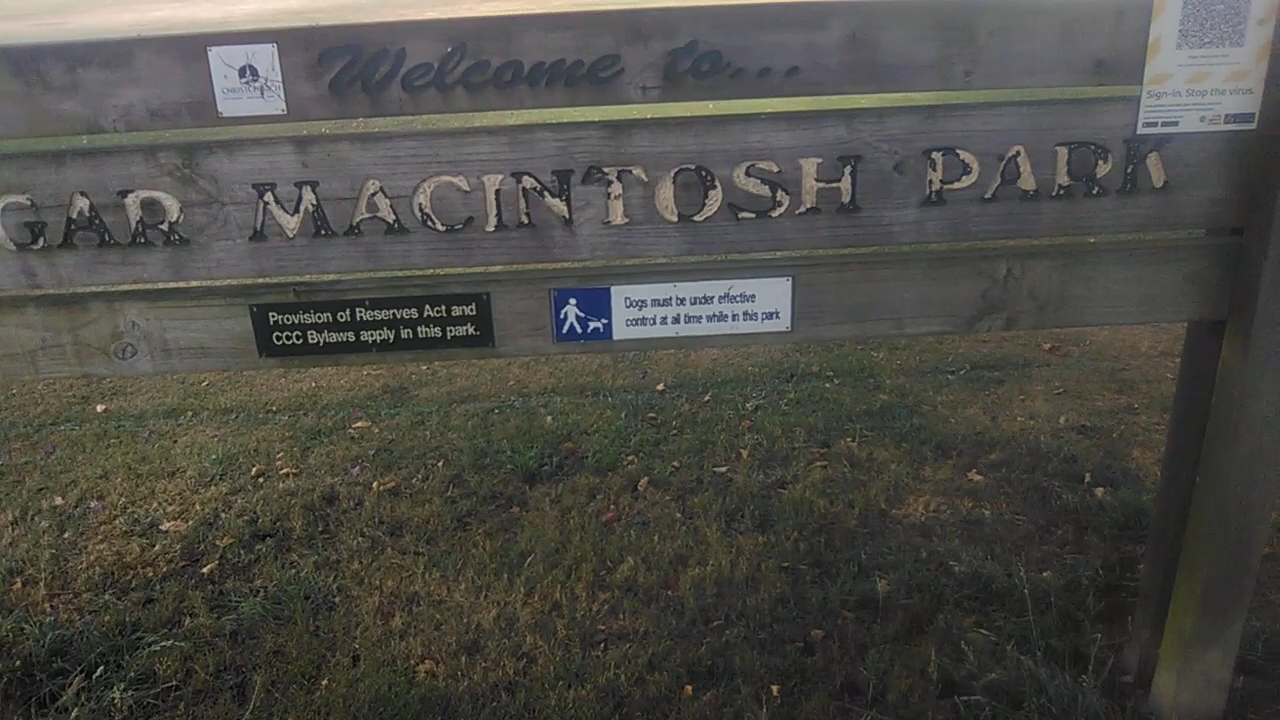 CHRISTCHURCH
Welcome to...
Sign-in. Stop the virus.
GAR MACINTOSH PARK
Provision of Reserves Act and
CCC Bylaws apply in this park.
Dogs must be under effective
control at all time while in this park